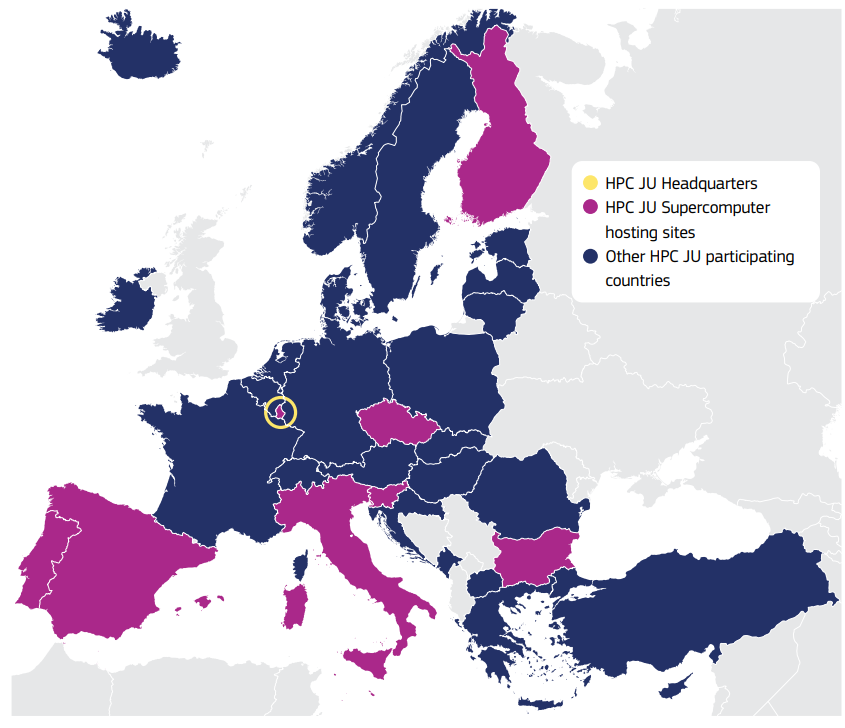 HPC JU Headquarters
HPC JU Supercomputer
hosting sites
Other HPC JU participating
countries